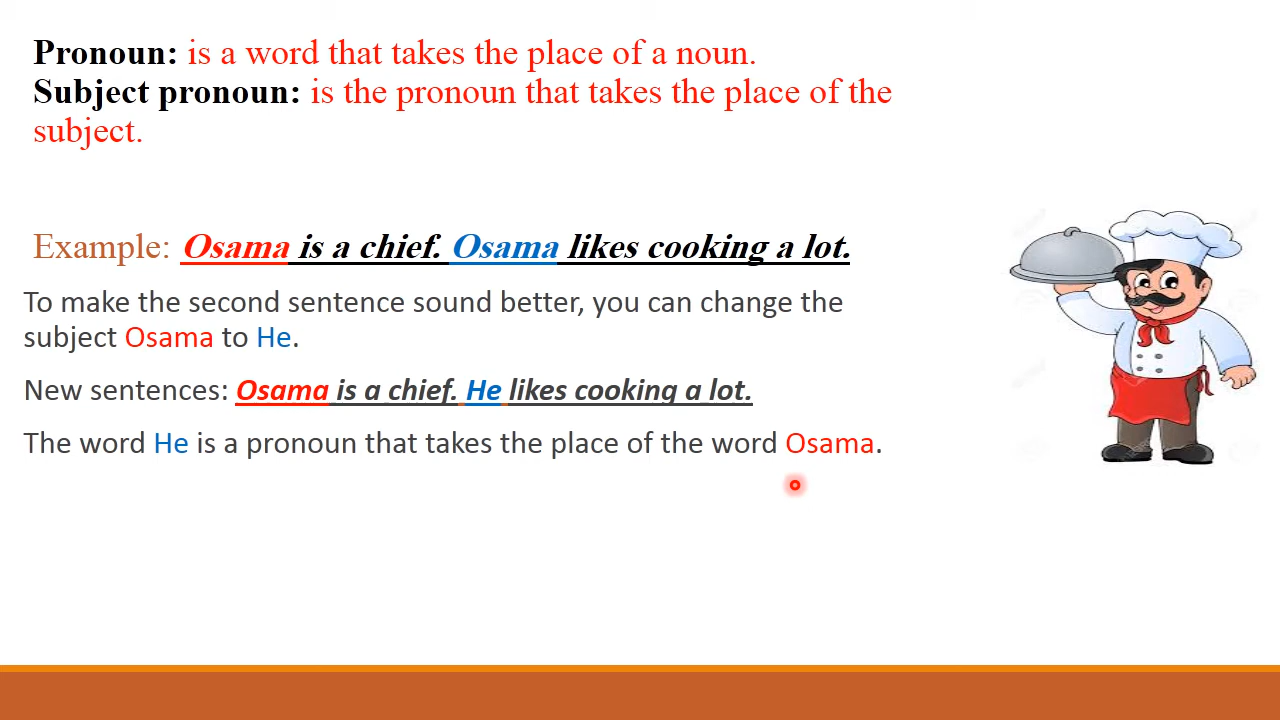 Pronoun: is a word that takes the place of a noun.
Subject pronoun: is the pronoun that takes the place of the
subject.
Example: Osama is a chief. Osama likes cooking a lot.
To make the second sentence sound better, you can change the
subject Osama to He.
New sentences: Osama is a chief. He likes cooking a lot.
The word He is a pronoun that takes the place of the word Osama.